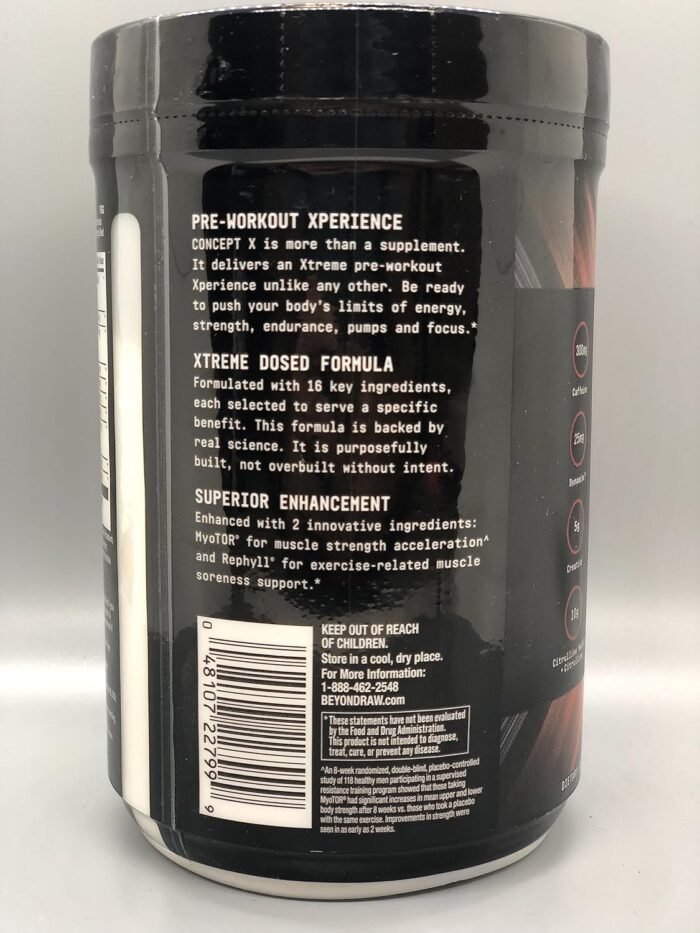 PRE-WORKOUT XPERIENCE
CONCEPT X is more than a supplement.
It delivers an Xtreme pre-workout
Xperience unlike any other. Be ready
to push your body's limits of energy,
strength, endurance, pumps and focus.*
XTREME DOSED FORMULA
Formulated with 16 key ingredients,
each selected to serve a specific
benefit. This formula is backed by
real science. It is purposefully
built, not overbuilt without intent.
SUPERIOR ENHANCEMENT
Enhanced with 2 innovative ingredients:
MyoTOR® for muscle strength acceleration^
and Rephyll® for exercise-related muscle
soreness support.*
0 48107 22799 9
KEEP OUT OF REACH
OF CHILDREN.
Store in a cool, dry place.
For More Information:
1-888-462-2548
BEYONDRAW.com
*These statements have not been evaluated
by the Food and Drug Administration.
This product is not intended to diagnose,
treat, cure, or prevent any disease.
^An 8-week randomized, double-blind, placebo-controlled
study of 118 healthy men participating in a supervised
resistance training program showed that those taking
MyoTOR® had significant increases in mean upper and lower
body strength after 8 weeks vs. those who took a placebo
with the same exercise. Improvements in strength were
seen in as early as 2 weeks.
300mg
Caffeine
25mg
5g
10g